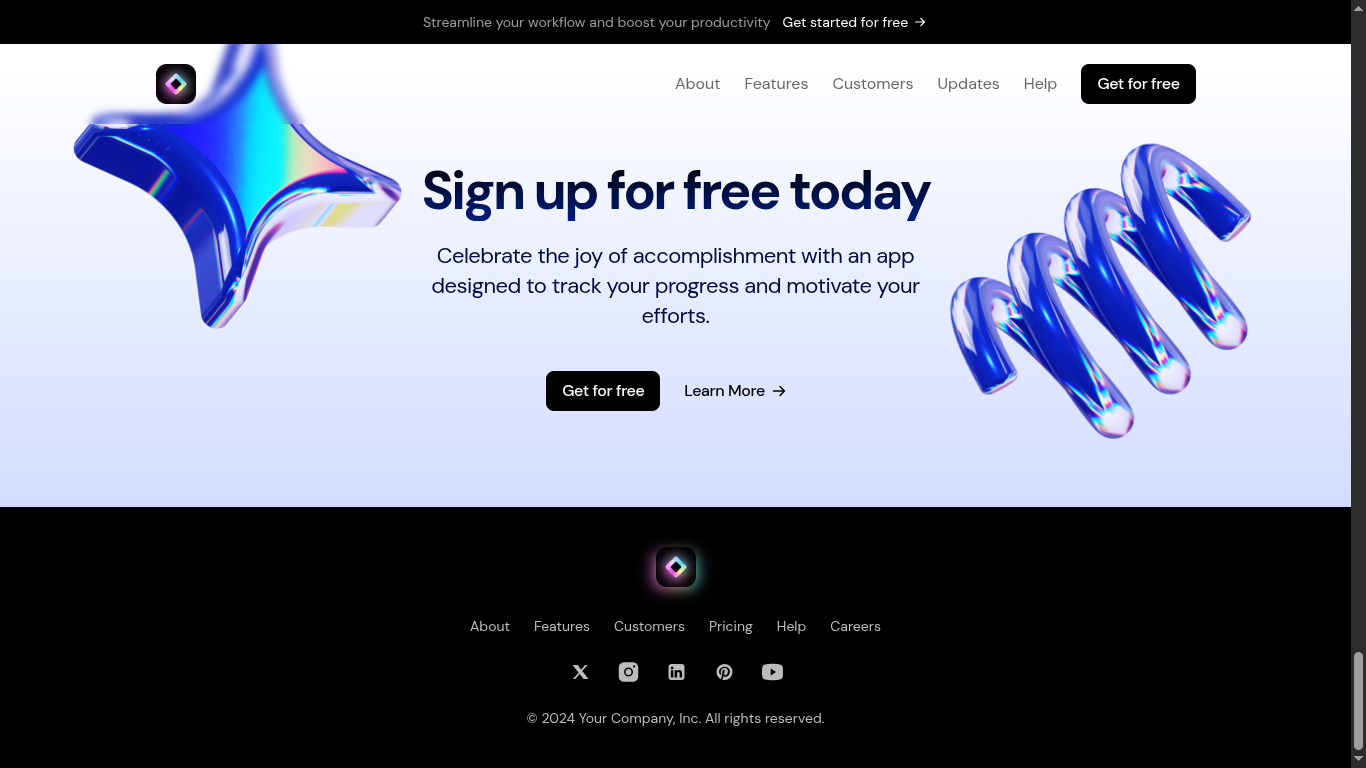 Streamline your workflow and boost your productivity Get started for free →
About Features Customers Updates Help Get for free
Sign up for free today
Celebrate the joy of accomplishment with an app
designed to track your progress and motivate your
efforts.
Get for free Learn More →
About Features Customers Pricing Help Careers
© 2024 Your Company, Inc. All rights reserved.